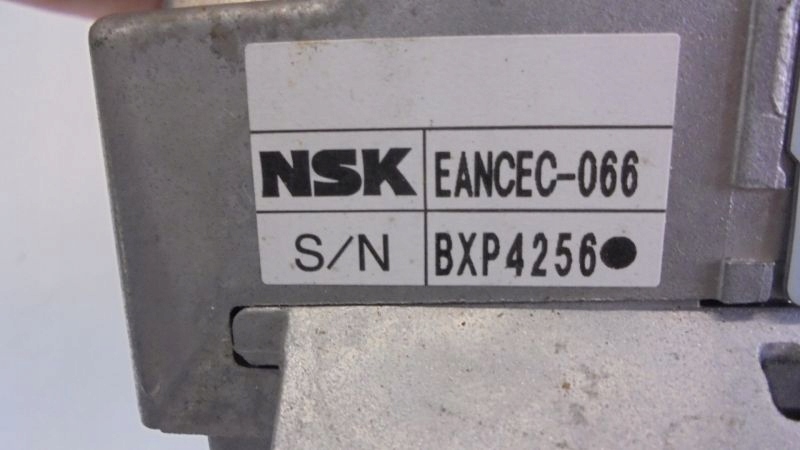 NSK EANCEC-066
S/N BXP4256●